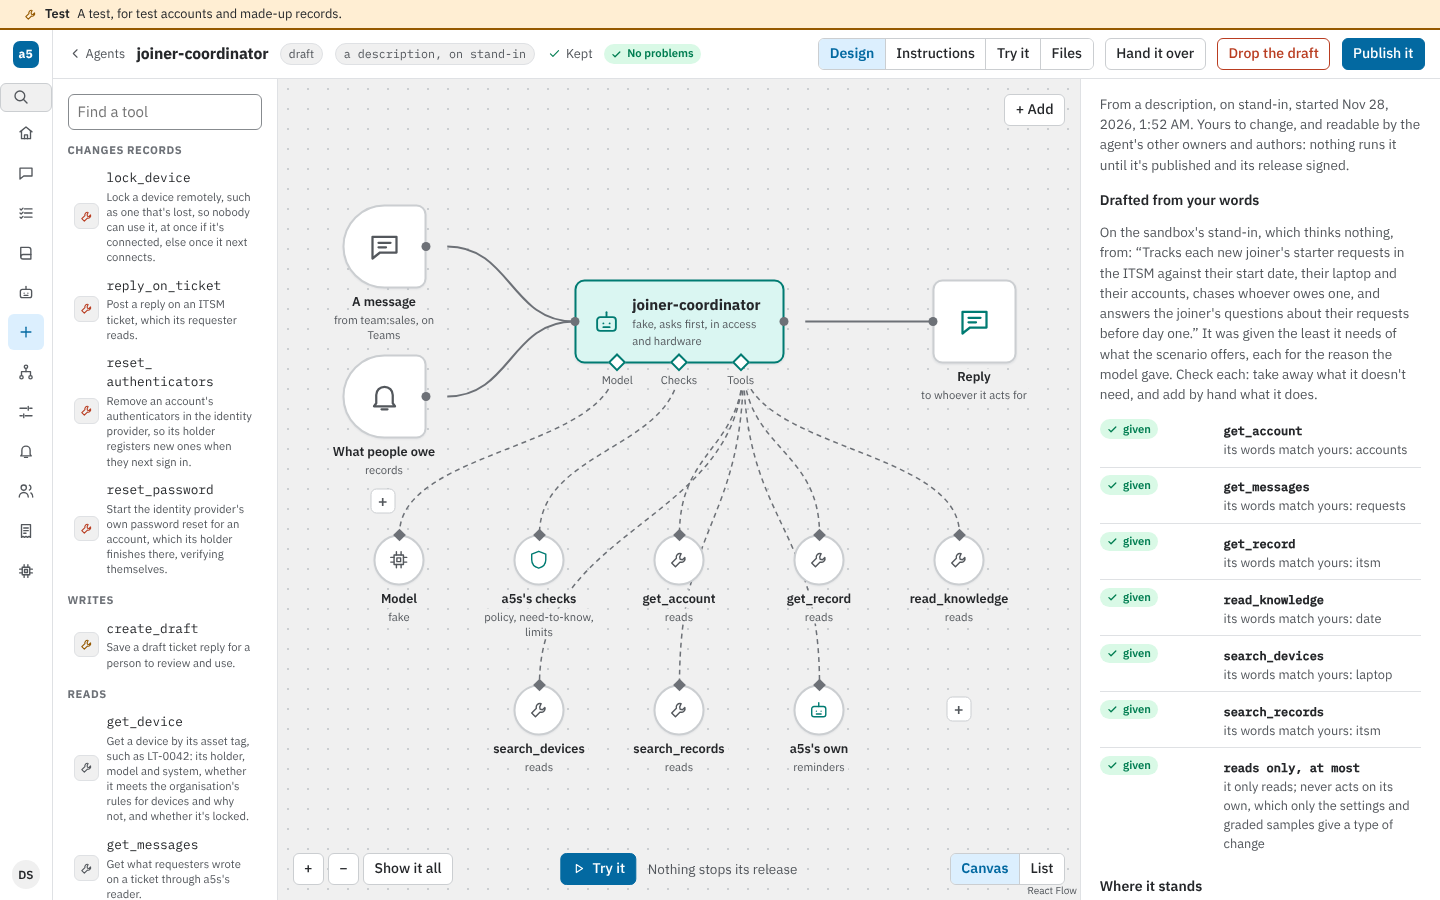 Test A test, for test accounts and made-up records.
a5
Agents
joiner-coordinator
draft
a description, on stand-in
Kept
No problems
Design
Instructions
Try it
Files
Hand it over
Drop the draft
Publish it
Find a tool
CHANGES RECORDS
lock_device
Lock a device remotely, such
as one that's lost, so nobody
can use it, at once if it's
connected, else once it next
connects.
reply_on_ticket
Post a reply on an ITSM
ticket, which its requester
reads.
reset_
authenticators
Remove an account's
authenticators in the identity
provider, so its holder
registers new ones when
they next sign in.
reset_password
Start the identity provider's
own password reset for an
account, which its holder
finishes there, verifying
themselves.
WRITES
create_draft
Save a draft ticket reply for a
person to review and use.
READS
get_device
Get a device by its asset tag,
such as LT-0042: its holder,
model and system, whether
it meets the organisation's
rules for devices and why
not, and whether it's locked.
get_messages
Get what requesters wrote
on a ticket through a5s's
reader.
DS
+ Add
A message
from team:sales, on
Teams
What people owe
records
+
joiner-coordinator
fake, asks first, in access
and hardware
Model
Checks
Tools
Reply
to whoever it acts for
Model
fake
a5s's checks
policy, need-to-know,
limits
get_account
reads
get_record
reads
read_knowledge
reads
search_devices
reads
search_records
reads
a5s's own
reminders
+
+
−
Show it all
Try it
Nothing stops its release
Canvas
List
React Flow
From a description, on stand-in, started Nov 28,
2026, 1:52 AM. Yours to change, and readable by the
agent's other owners and authors: nothing runs it
until it's published and its release signed.
Drafted from your words
On the sandbox's stand-in, which thinks nothing,
from: “Tracks each new joiner's starter requests in
the ITSM against their start date, their laptop and
their accounts, chases whoever owes one, and
answers the joiner's questions about their requests
before day one.” It was given the least it needs of
what the scenario offers, each for the reason the
model gave. Check each: take away what it doesn't
need, and add by hand what it does.
given
get_account
its words match yours: accounts
given
get_messages
its words match yours: requests
given
get_record
its words match yours: itsm
given
read_knowledge
its words match yours: date
given
search_devices
its words match yours: laptop
given
search_records
its words match yours: itsm
given
reads only, at most
it only reads; never acts on its
own, which only the settings and
graded samples give a type of
change
Where it stands